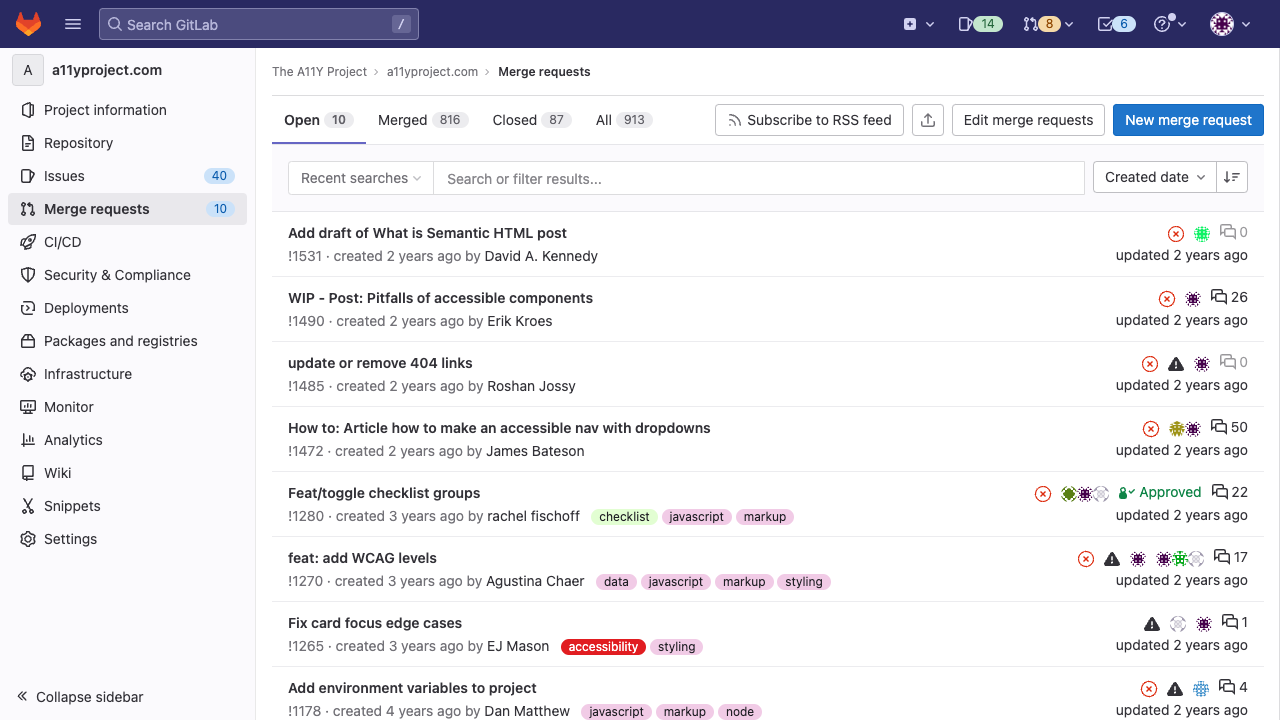 Search GitLab /
14
8
6
A a11yproject.com
Project information
Repository
Issues 40
Merge requests 10
CI/CD
Security & Compliance
Deployments
Packages and registries
Infrastructure
Monitor
Analytics
Wiki
Snippets
Settings
Collapse sidebar
The A11Y Project a11yproject.com Merge requests
Open 10 Merged 816 Closed 87 All 913
Subscribe to RSS feed Edit merge requests New merge request
Recent searches Search or filter results... Created date
Add draft of What is Semantic HTML post 0
!1531 · created 2 years ago by David A. Kennedy updated 2 years ago
WIP - Post: Pitfalls of accessible components 26
!1490 · created 2 years ago by Erik Kroes updated 2 years ago
update or remove 404 links 0
!1485 · created 2 years ago by Roshan Jossy updated 2 years ago
How to: Article how to make an accessible nav with dropdowns 50
!1472 · created 2 years ago by James Bateson updated 2 years ago
Feat/toggle checklist groups Approved 22
!1280 · created 3 years ago by rachel fischoff checklist javascript markup updated 2 years ago
feat: add WCAG levels 17
!1270 · created 3 years ago by Agustina Chaer data javascript markup styling updated 2 years ago
Fix card focus edge cases 1
!1265 · created 3 years ago by EJ Mason accessibility styling updated 2 years ago
Add environment variables to project 4
!1178 · created 4 years ago by Dan Matthew javascript markup node updated 2 years ago